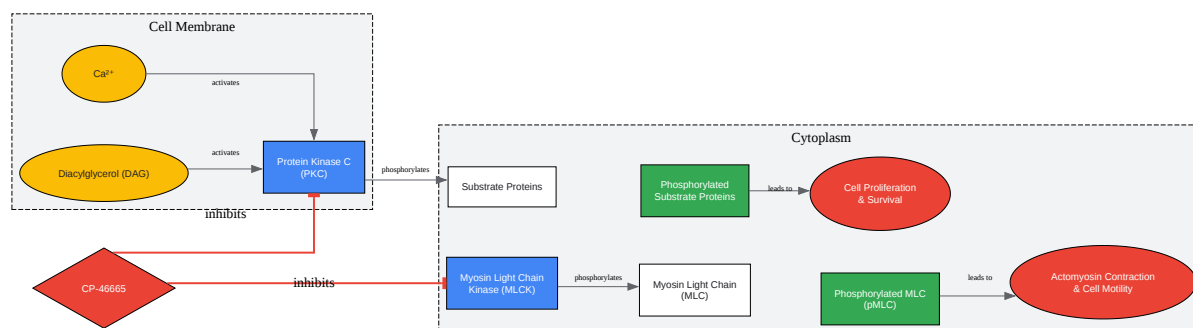 Cell Membrane
Ca²⁺
activates
Diacylglycerol (DAG)
activates
Protein Kinase C
(PKC)
phosphorylates
inhibits
CP-46665
inhibits
Cytoplasm
Substrate Proteins
Phosphorylated
Substrate Proteins
leads to
Cell Proliferation
& Survival
Myosin Light Chain
Kinase (MLCK)
phosphorylates
Myosin Light Chain
(MLC)
Phosphorylated MLC
(pMLC)
leads to
Actomyosin Contraction
& Cell Motility